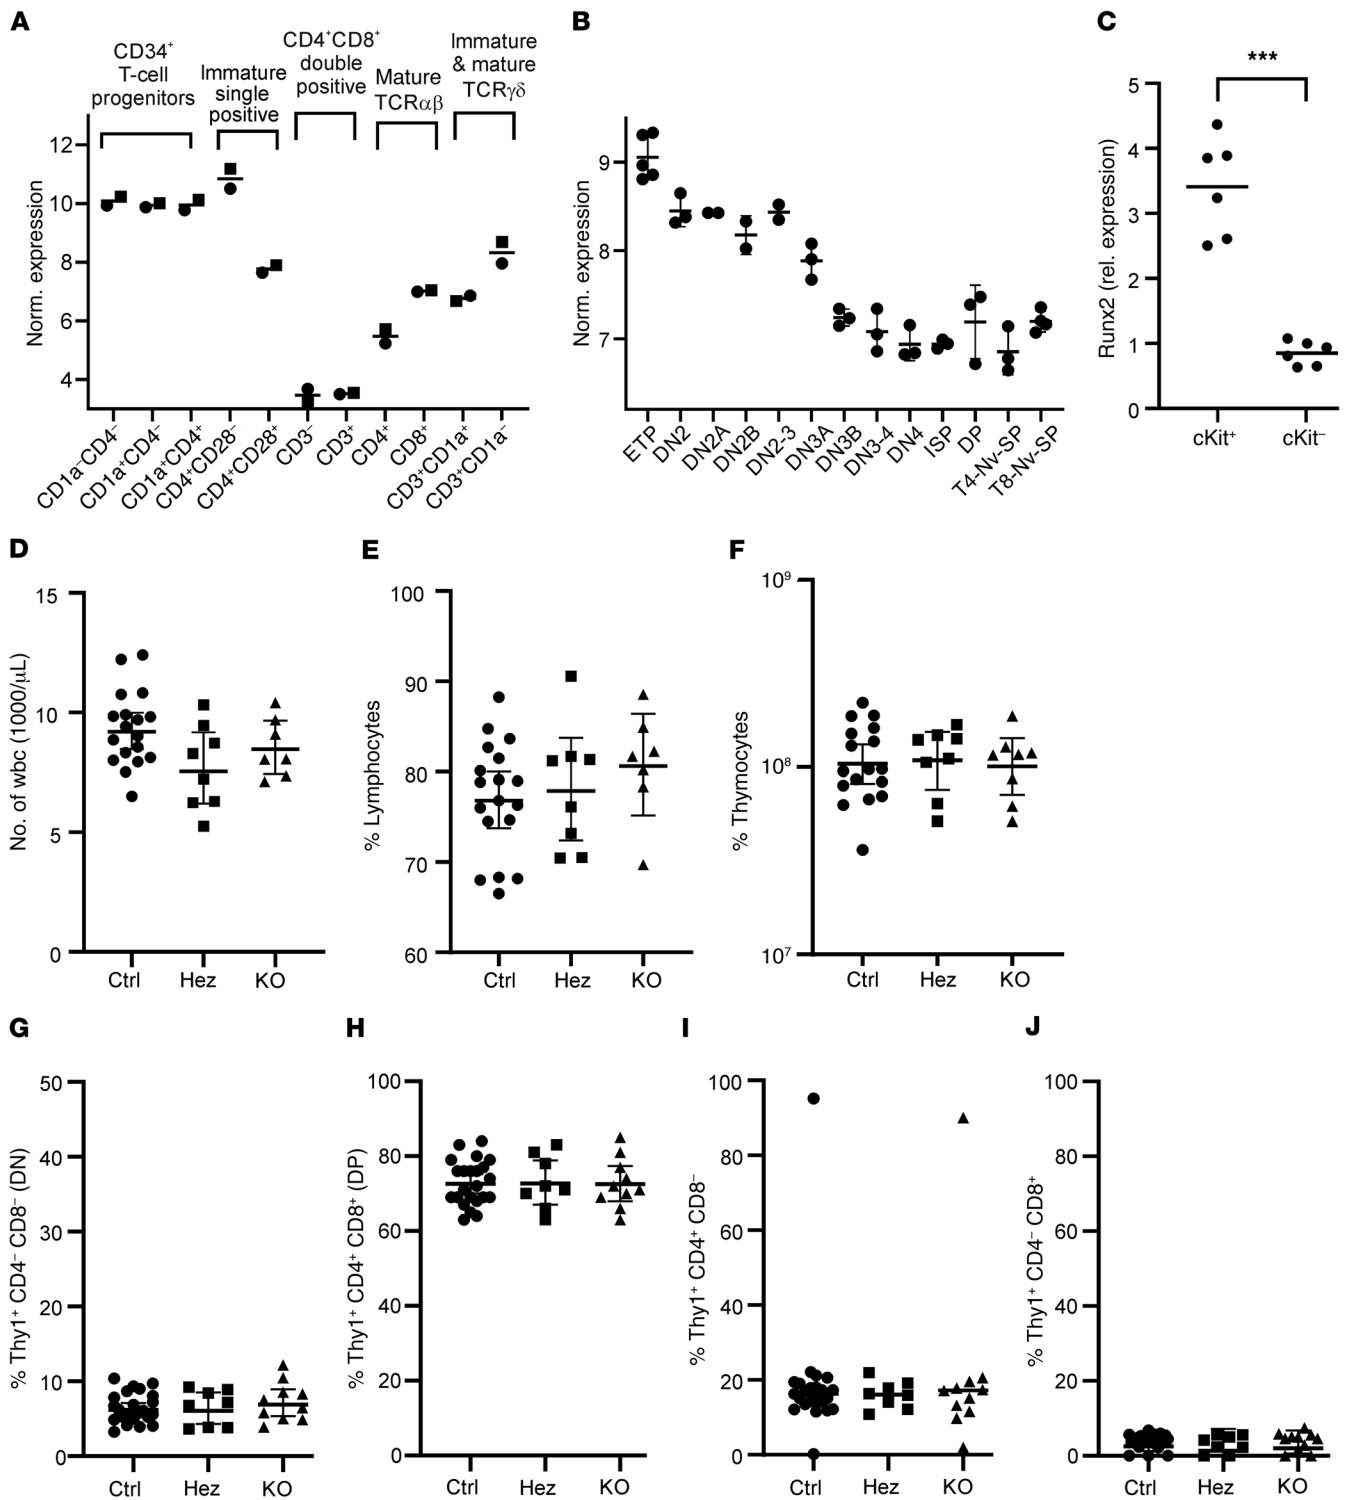 A
CD34⁺
T-cell
progenitors
Immature
single
positive
CD4⁺CD8⁺
double
positive
Mature
TCRαβ
Immature
& mature
TCRγδ
Norm. expression
12
10
8
6
4
CD1a⁻CD4⁻
CD1a⁺CD4⁻
CD1a⁺CD4⁺
CD4⁺CD28⁻
CD4⁺CD28⁺
CD3⁻
CD3⁺
CD4⁺
CD8⁺
CD3⁺CD1a⁺
CD3⁺CD1a⁻
B
Norm. expression
9
8
7
ETP
DN2
DN2A
DN2B
DN2-3
DN3A
DN3B
DN3-4
DN4
ISP
DP
T4-Nv-SP
T8-Nv-SP
C
***
Runx2 (rel. expression)
5
4
3
2
1
0
cKit⁺
cKit⁻
D
No. of wbc (1000/μL)
15
10
5
0
Ctrl
Hez
KO
E
% Lymphocytes
100
90
80
70
60
Ctrl
Hez
KO
F
% Thymocytes
10⁹
10⁸
10⁷
Ctrl
Hez
KO
G
% Thy1⁺ CD4⁻ CD8⁻ (DN)
50
40
30
20
10
0
Ctrl
Hez
KO
H
% Thy1⁺ CD4⁺ CD8⁺ (DP)
100
80
60
40
20
0
Ctrl
Hez
KO
I
% Thy1⁺ CD4⁺ CD8⁻
100
80
60
40
20
0
Ctrl
Hez
KO
J
% Thy1⁺ CD4⁻ CD8⁺
100
80
60
40
20
0
Ctrl
Hez
KO